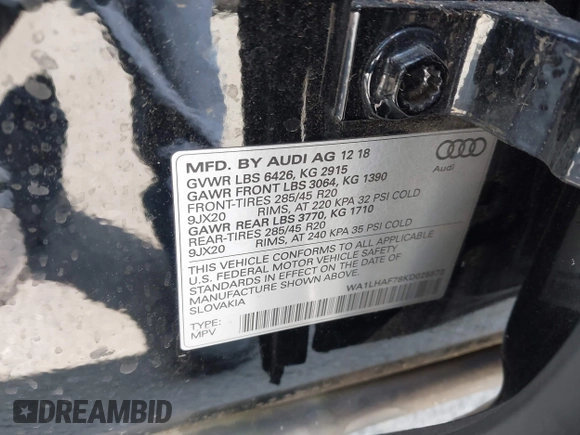 MFD. BY AUDI AG 12 18
GVWR LBS 6426, KG 2915
GAWR FRONT LBS 3064, KG 1390
FRONT-TIRES 285/45 R20
9JX20 RIMS, AT 220 KPA 32 PSI COLD
GAWR REAR LBS 3770, KG 1710
REAR-TIRES 285/45 R20
9JX20 RIMS, AT 240 KPA 35 PSI COLD
THIS VEHICLE CONFORMS TO ALL APPLICABLE
U.S. FEDERAL MOTOR VEHICLE SAFETY
STANDARDS IN EFFECT ON THE DATE OF
MANUFACTURE SHOWN ABOVE.
SLOVAKIA
TYPE:
MPV
Audi
DREAMBID